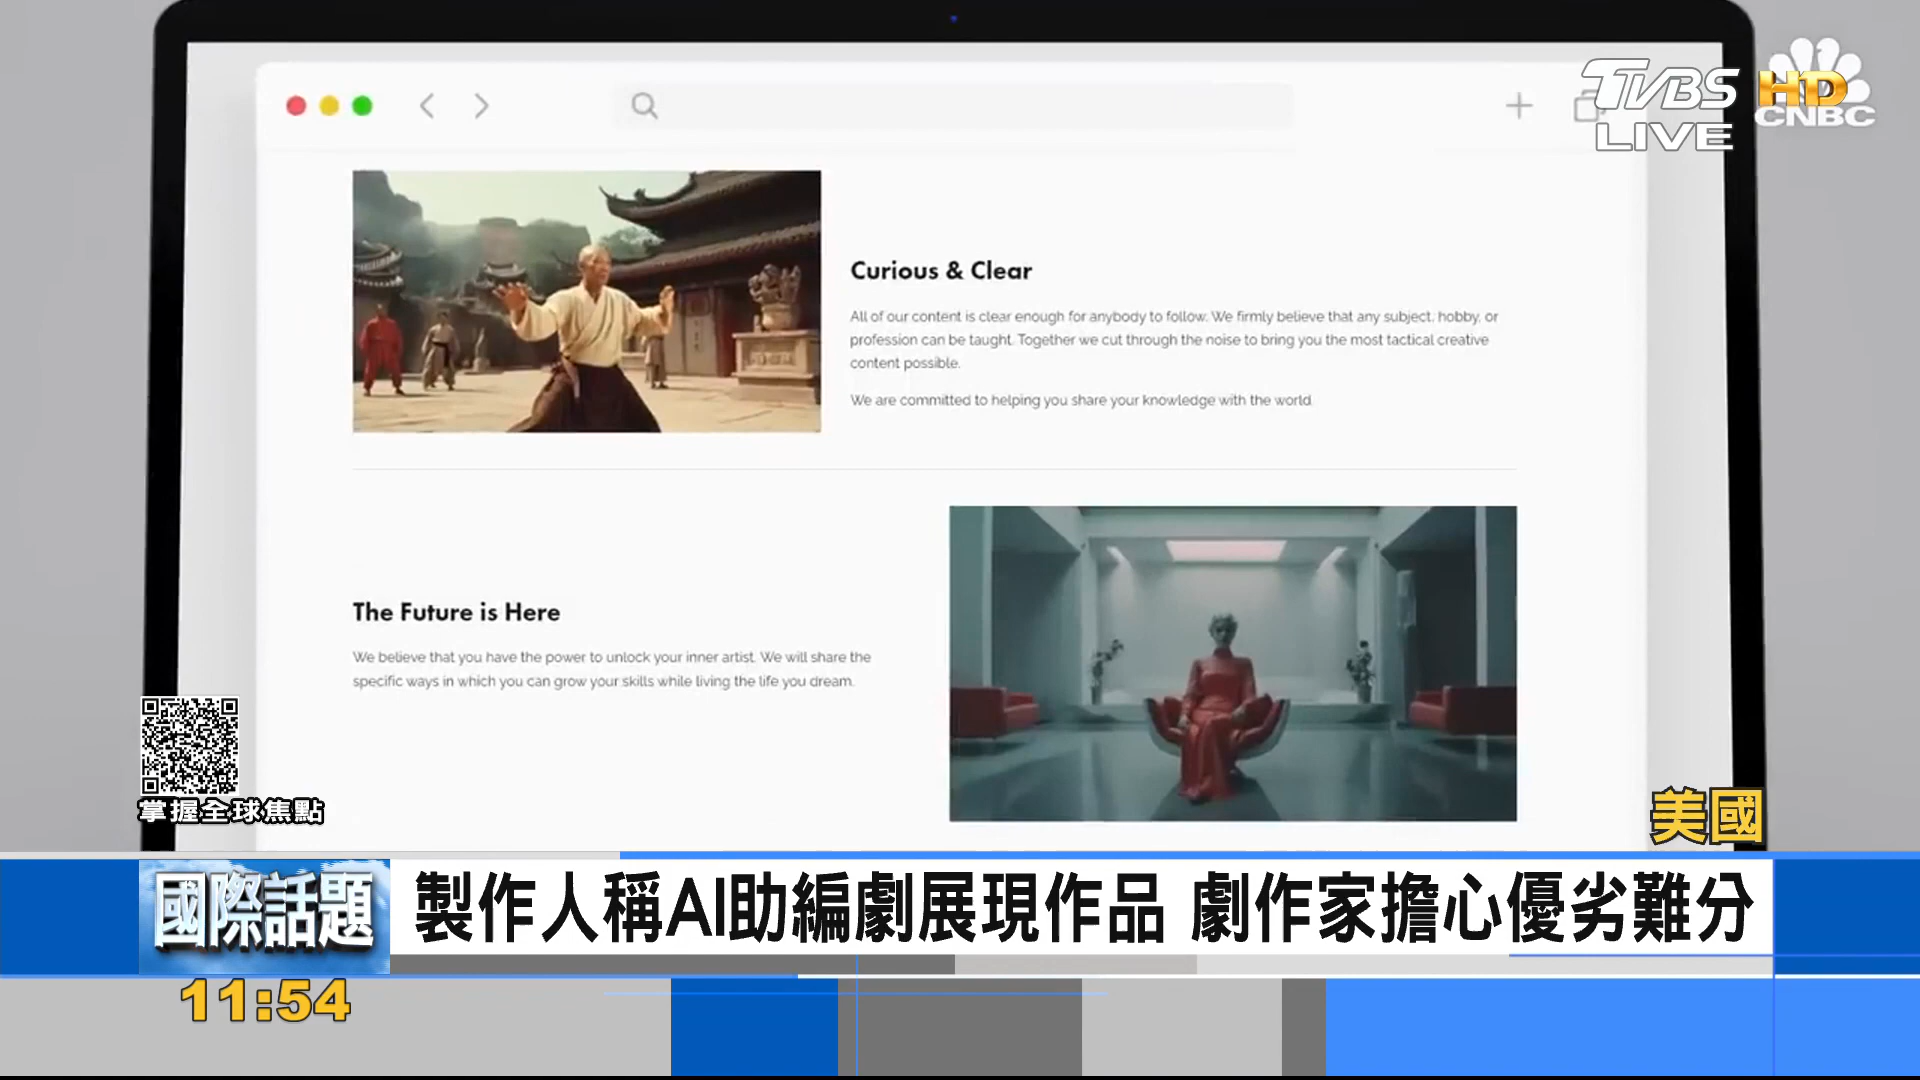 TVBS
HD
LIVE
CNBC
Curious & Clear
All of our content is clear enough for anybody to follow. We firmly believe that any subject, hobby, or
profession can be taught. Together we cut through the noise to bring you the most tactical creative
content possible.
We are committed to helping you share your knowledge with the world.
The Future is Here
We believe that you have the power to unlock your inner artist. We will share the
specific ways in which you can grow your skills while living the life you dream.
掌握全球焦點
美國
國際話題
製作人稱AI助編劇展現作品 劇作家擔心優劣難分
11:54